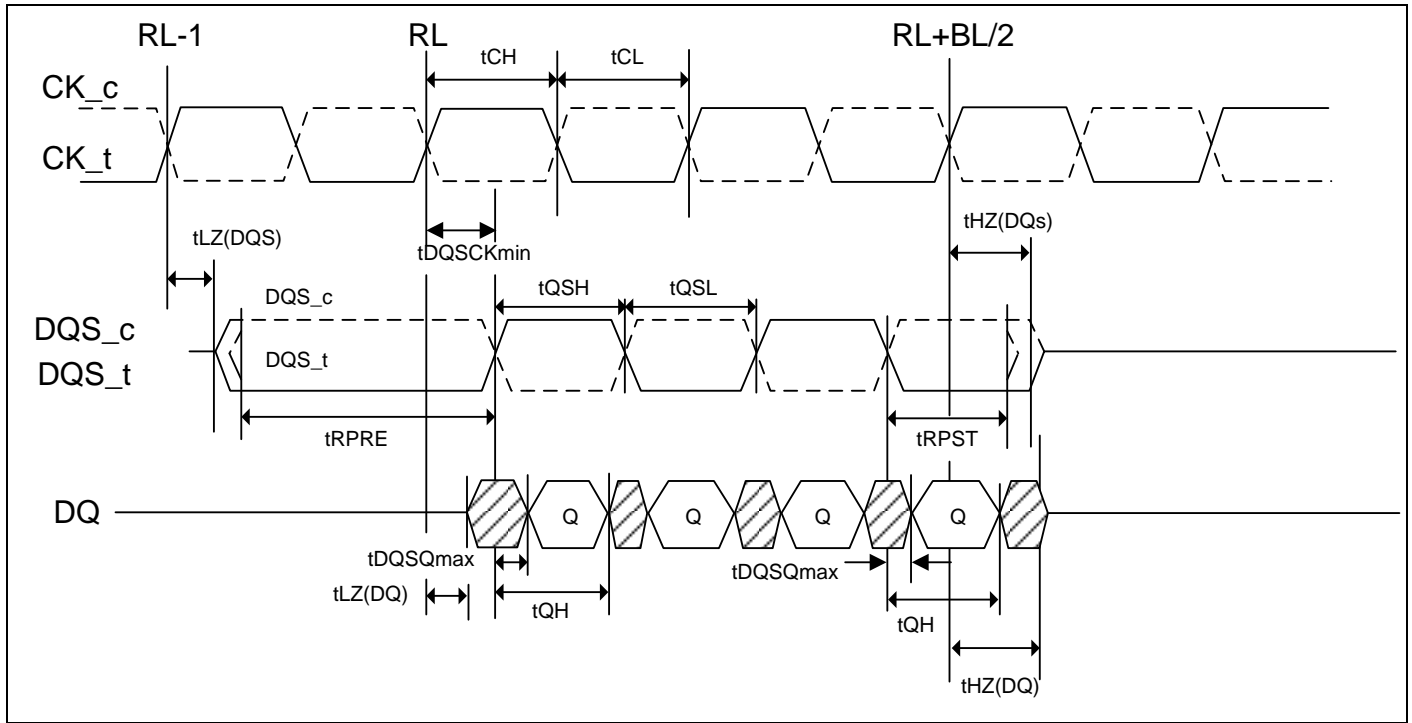 RL-1
RL
RL+BL/2
tCH
tCL
CK_c
CK_t
tLZ(DQS)
tDQSCKmin
tHZ(DQs)
tQSH
tQSL
DQS_c
DQS_c
DQS_t
DQS_t
tRPRE
tRPST
DQ
Q
Q
Q
Q
tDQSQmax
tDQSQmax
tLZ(DQ)
tQH
tQH
tHZ(DQ)